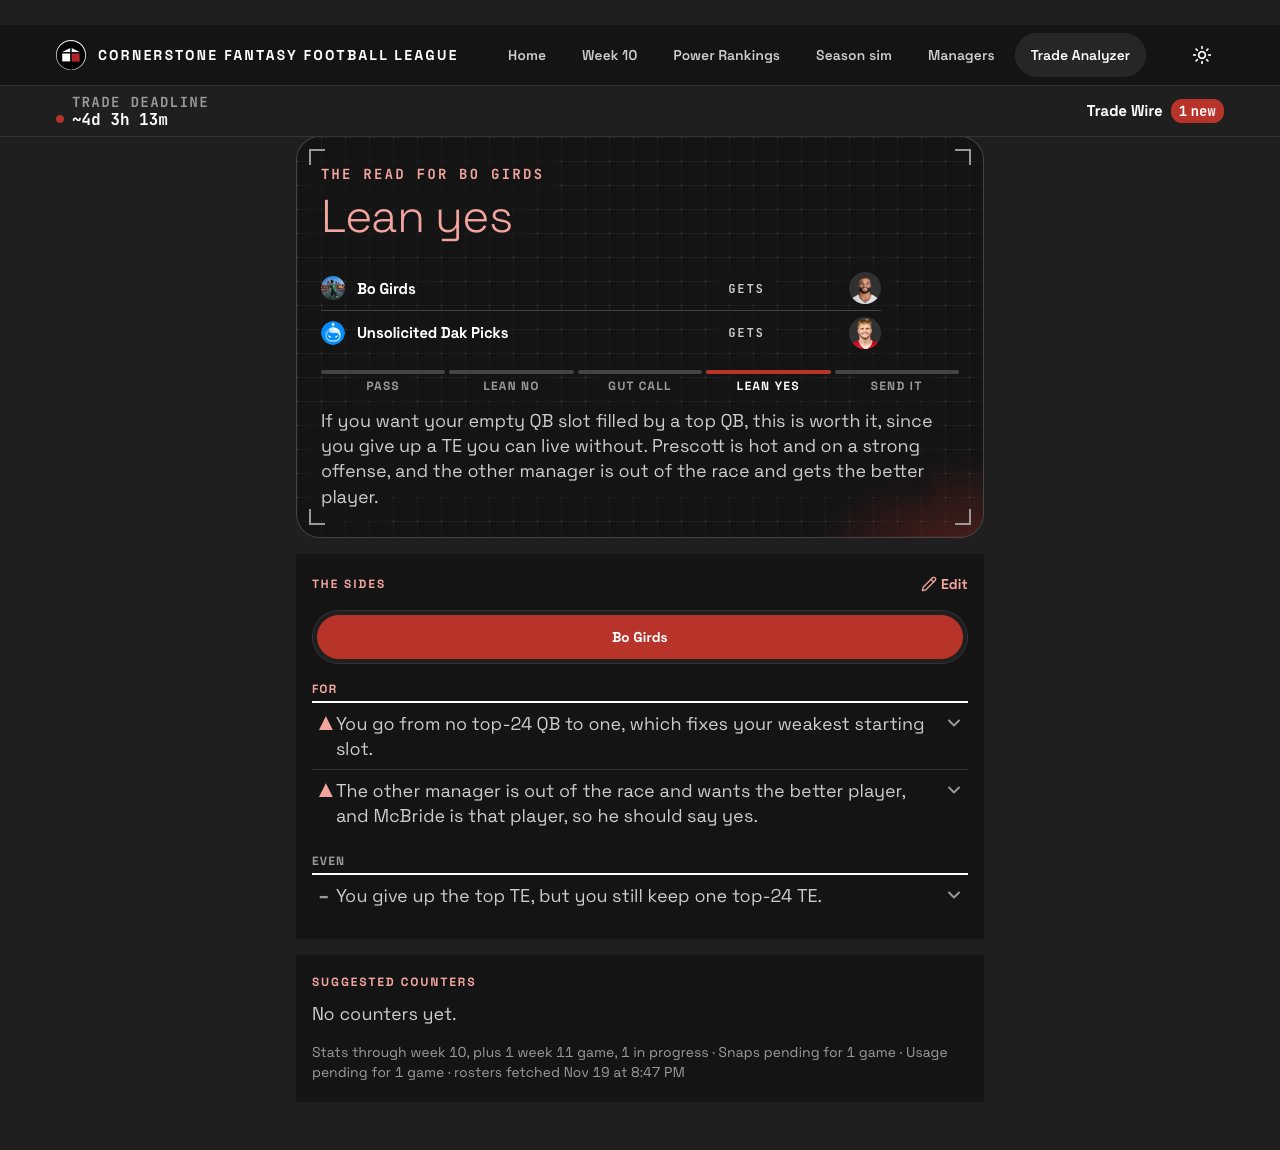 CORNERSTONE FANTASY FOOTBALL LEAGUE
Home
Week 10
Power Rankings
Season sim
Managers
Trade Analyzer
TRADE DEADLINE
~4d 3h 13m
Trade Wire
1 new
THE READ FOR BO GIRDS
Lean yes
Bo Girds
GETS
Unsolicited Dak Picks
GETS
PASS
LEAN NO
GUT CALL
LEAN YES
SEND IT
If you want your empty QB slot filled by a top QB, this is worth it, since
you give up a TE you can live without. Prescott is hot and on a strong
offense, and the other manager is out of the race and gets the better
player.
THE SIDES
Edit
Bo Girds
FOR
You go from no top-24 QB to one, which fixes your weakest starting
slot.
The other manager is out of the race and wants the better player,
and McBride is that player, so he should say yes.
EVEN
– You give up the top TE, but you still keep one top-24 TE.
SUGGESTED COUNTERS
No counters yet.
Stats through week 10, plus 1 week 11 game, 1 in progress · Snaps pending for 1 game · Usage
pending for 1 game · rosters fetched Nov 19 at 8:47 PM